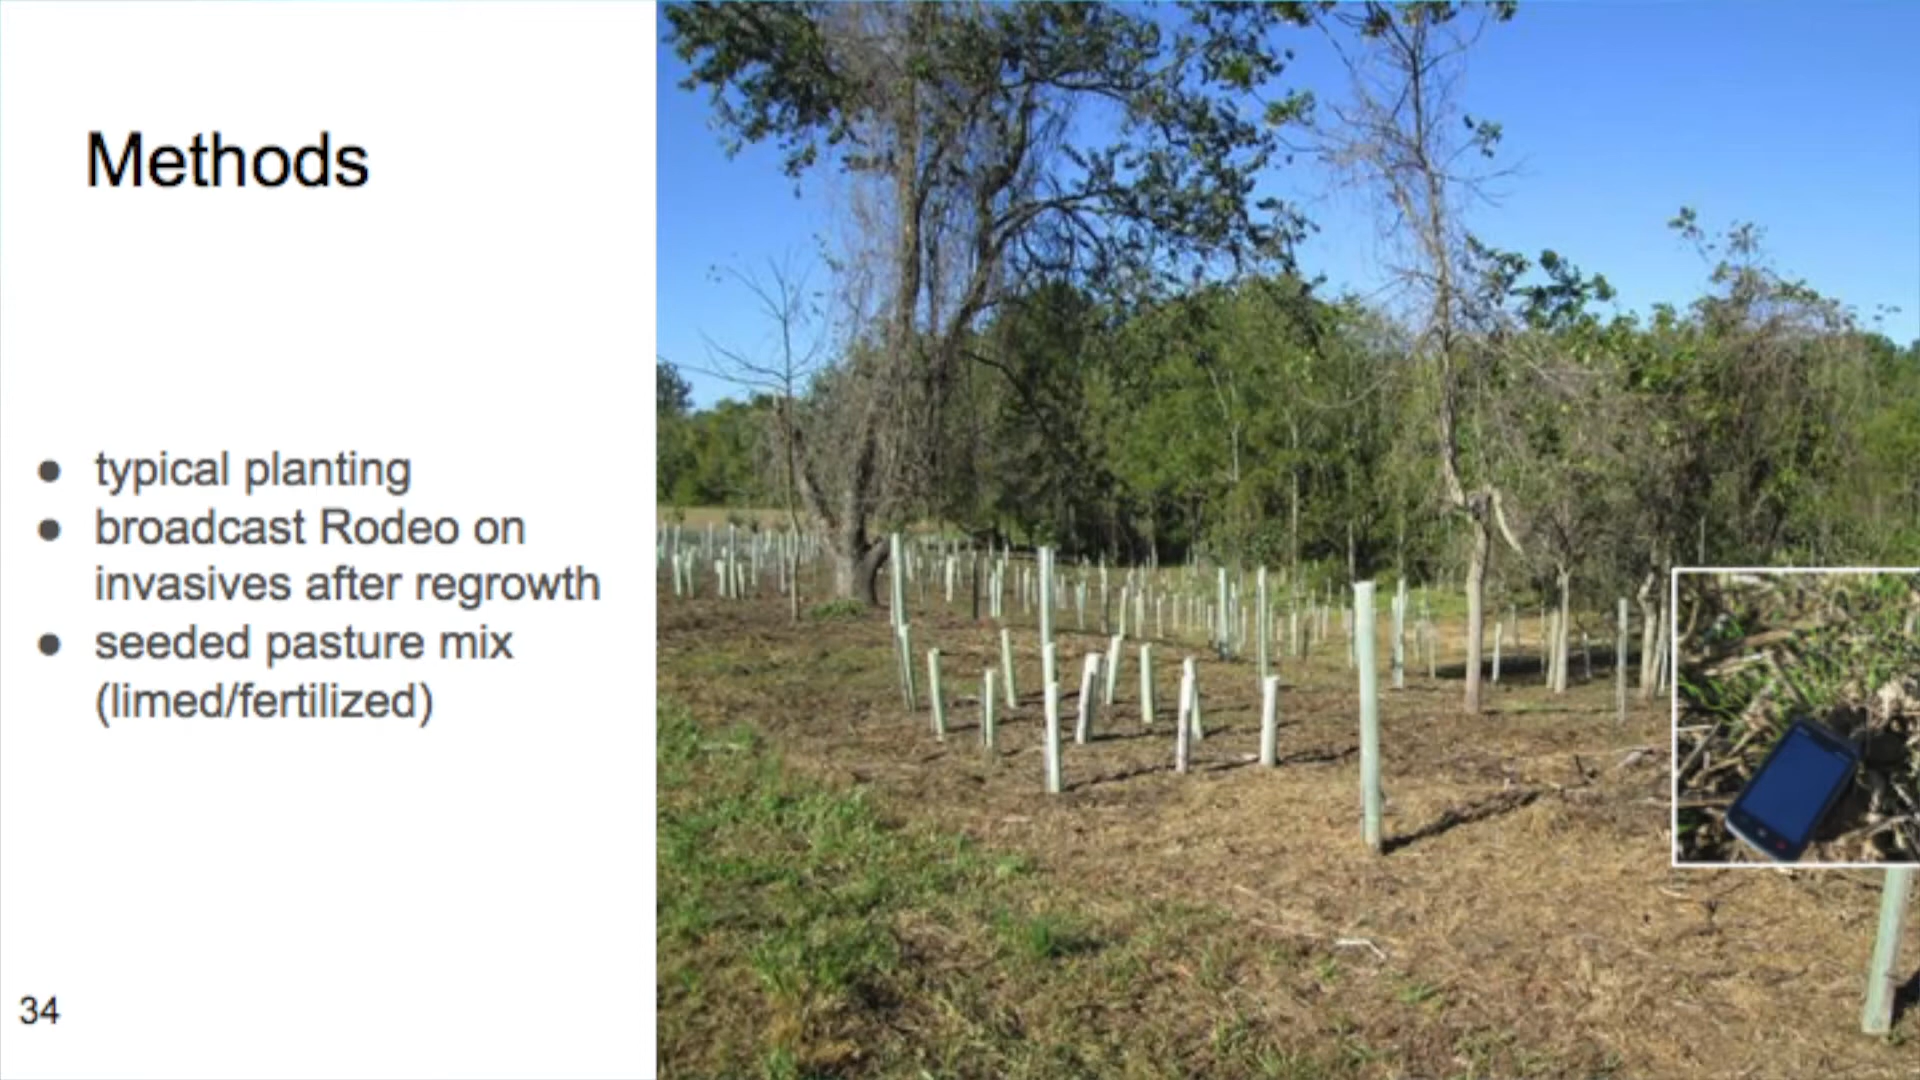 Methods
● typical planting
● broadcast Rodeo on
invasives after regrowth
● seeded pasture mix
(limed/fertilized)
34